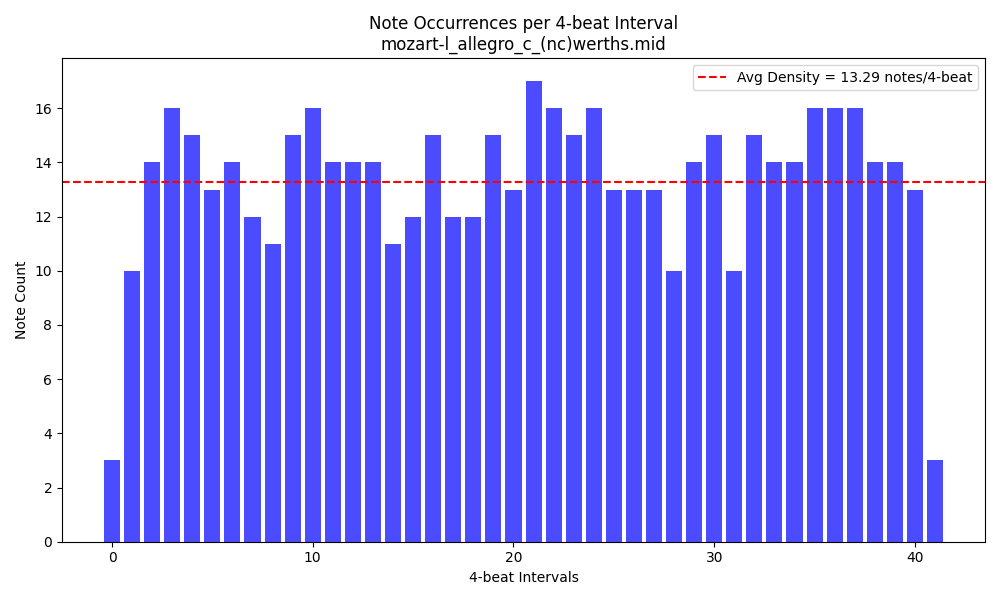 Note Occurrences per 4-beat Interval
mozart-l_allegro_c_(nc)werths.mid
Avg Density = 13.29 notes/4-beat
Note Count
16
14
12
10
8
6
4
2
0
0 10 20 30 40
4-beat Intervals